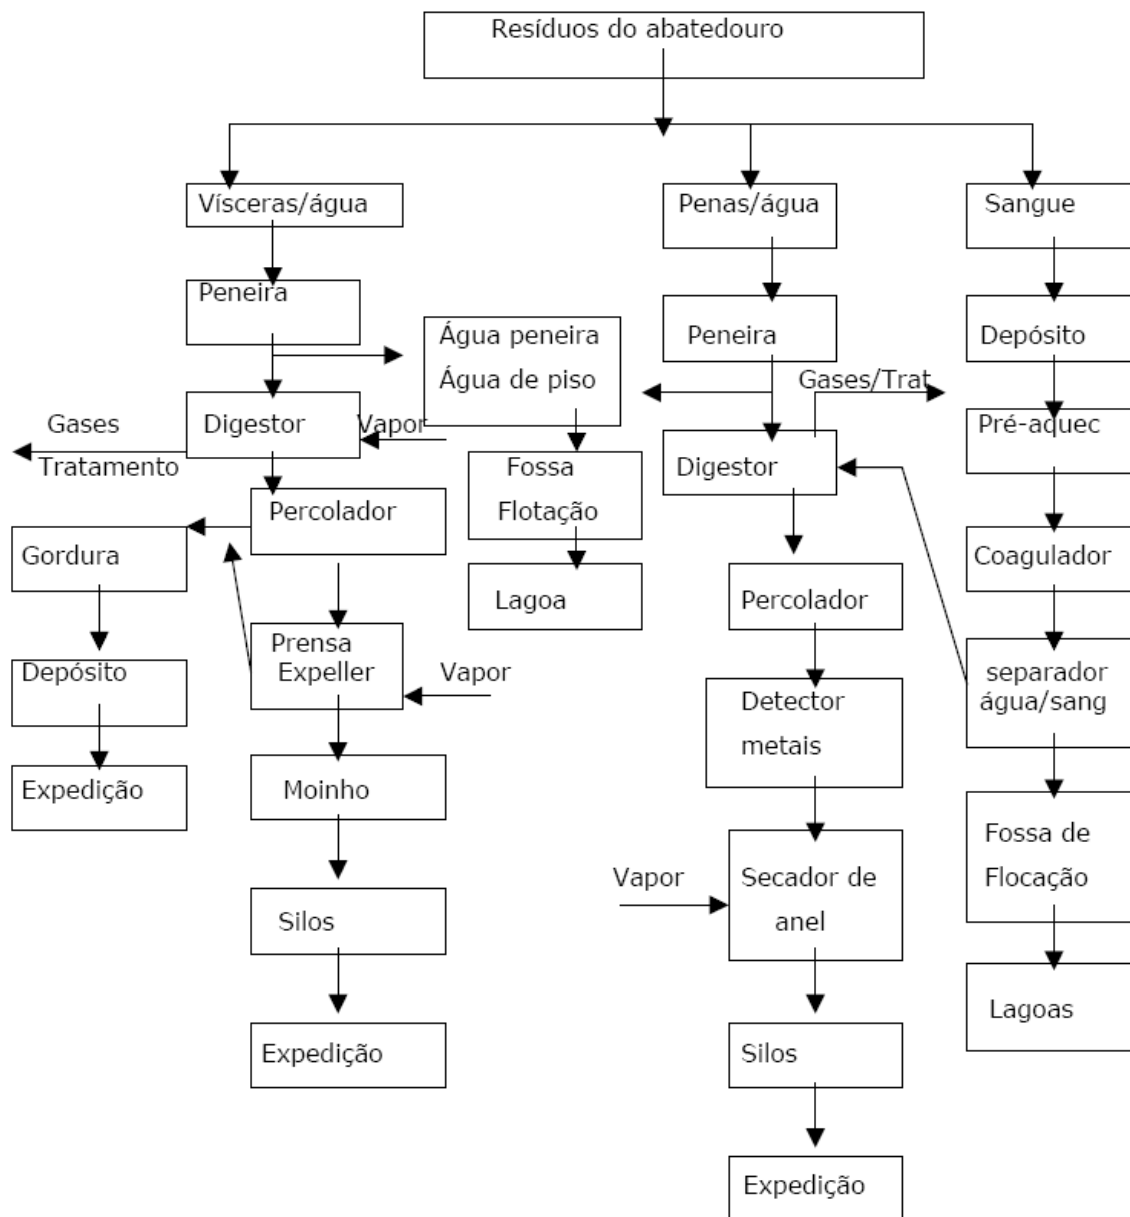 Resíduos do abatedouro
Vísceras/água
Penas/água
Sangue
Peneira
Água peneira
Água de piso
Peneira
Depósito
Gases/Trat
Gases
Tratamento
Digestor
Vapor
Fossa
Flotação
Digestor
Pré-aquec
Percolador
Gordura
Lagoa
Percolador
Coagulador
Prensa
Expeller
Vapor
Depósito
Detector
metais
separador
água/sang
Expedição
Moinho
Vapor
Secador de
anel
Fossa de
Flocação
Silos
Lagoas
Expedição
Silos
Expedição